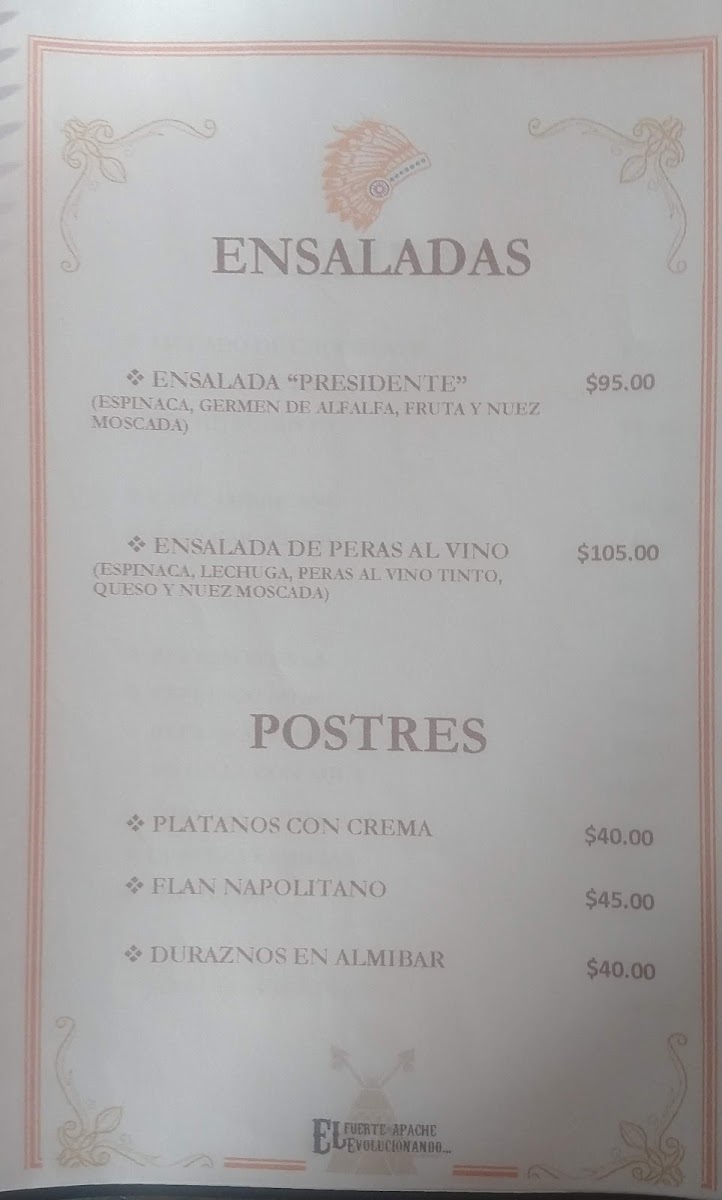 ENSALADAS
❖ ENSALADA “PRESIDENTE” $95.00
(ESPINACA, GERMEN DE ALFALFA, FRUTA Y NUEZ
MOSCADA)
❖ ENSALADA DE PERAS AL VINO $105.00
(ESPINACA, LECHUGA, PERAS AL VINO TINTO,
QUESO Y NUEZ MOSCADA)
POSTRES
❖ PLATANOS CON CREMA $40.00
❖ FLAN NAPOLITANO $45.00
❖ DURAZNOS EN ALMIBAR $40.00
EL FUERTE APACHE
EVOLUCIONANDO...